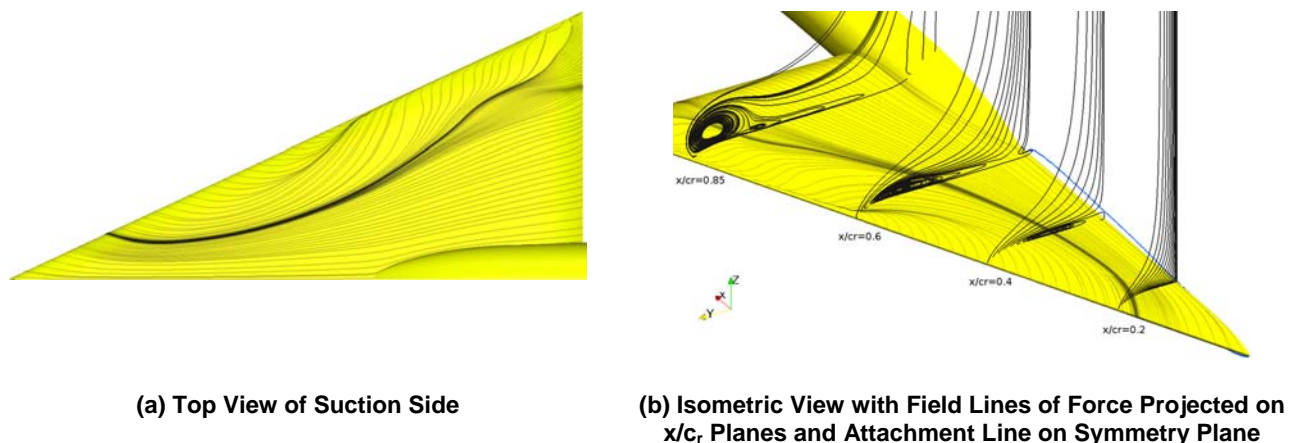 x/cr=0.85
x/cr=0.6
x/cr=0.4
x/cr=0.2
Z
X
Y
(a) Top View of Suction Side
(b) Isometric View with Field Lines of Force Projected on
x/cr Planes and Attachment Line on Symmetry Plane